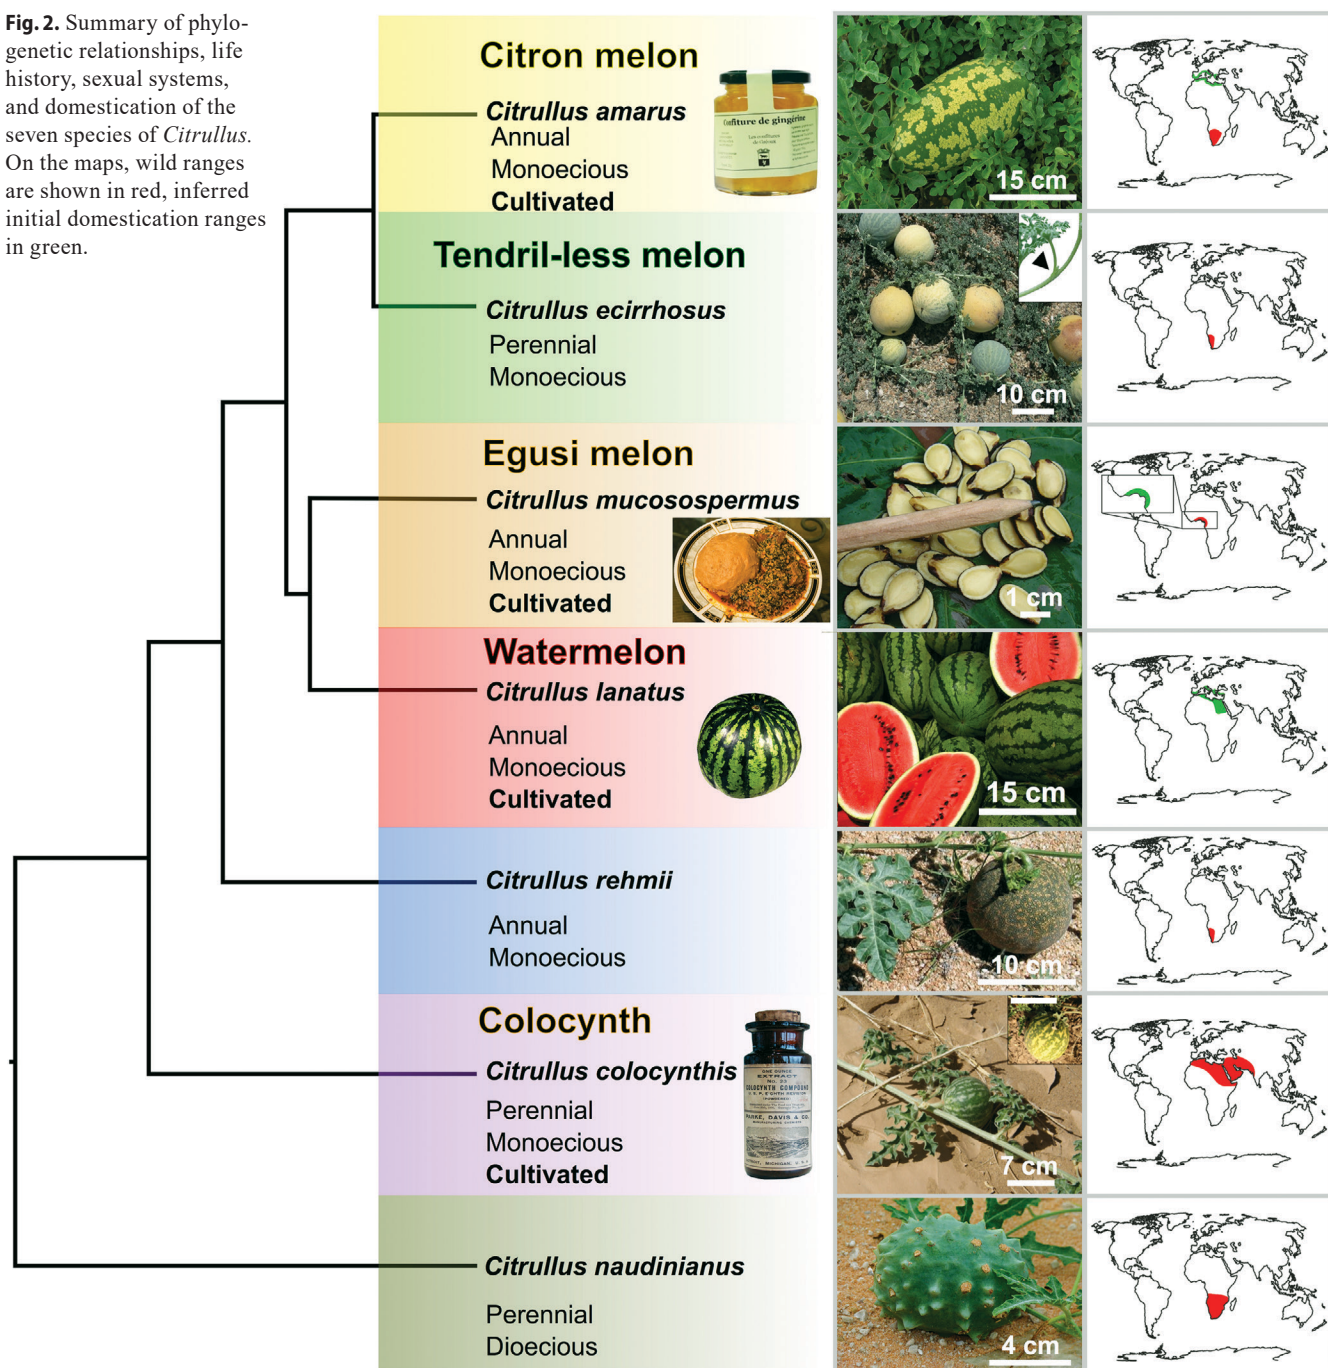 Fig. 2. Summary of phylo-
genetic relationships, life
history, sexual systems,
and domestication of the
seven species of Citrullus.
On the maps, wild ranges
are shown in red, inferred
initial domestication ranges
in green.
Citron melon
Citrullus amarus
Annual
Monoecious
Cultivated
Confiture de gingérine
15 cm
Tendril-less melon
Citrullus ecirrhosus
Perennial
Monoecious
10 cm
Egusi melon
Citrullus mucosospermus
Annual
Monoecious
Cultivated
1 cm
Watermelon
Citrullus lanatus
Annual
Monoecious
Cultivated
15 cm
Citrullus rehmii
Annual
Monoecious
10 cm
Colocynth
Citrullus colocynthis
Perennial
Monoecious
Cultivated
ONE OUNCE
EXTRACT
COLOCYNTH COMPOUND
PARKE, DAVIS & CO.
7 cm
Citrullus naudinianus
Perennial
Dioecious
4 cm